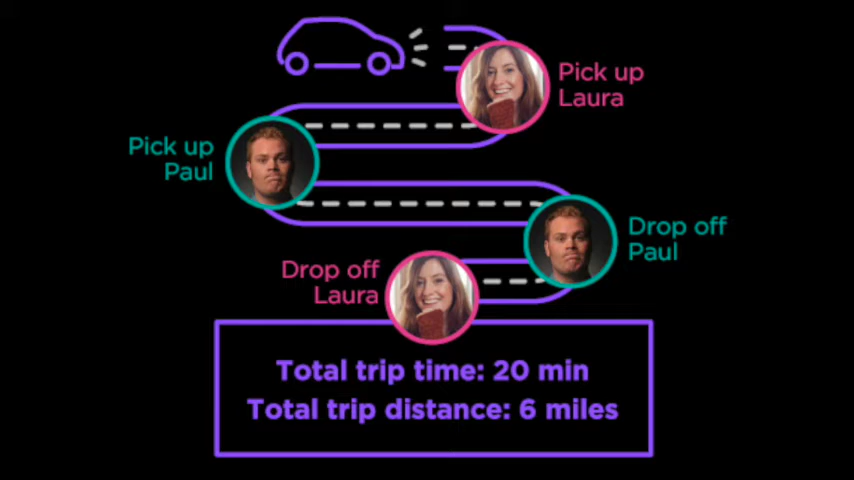 Pick up
Laura
Pick up
Paul
Drop off
Paul
Drop off
Laura
Total trip time: 20 min
Total trip distance: 6 miles